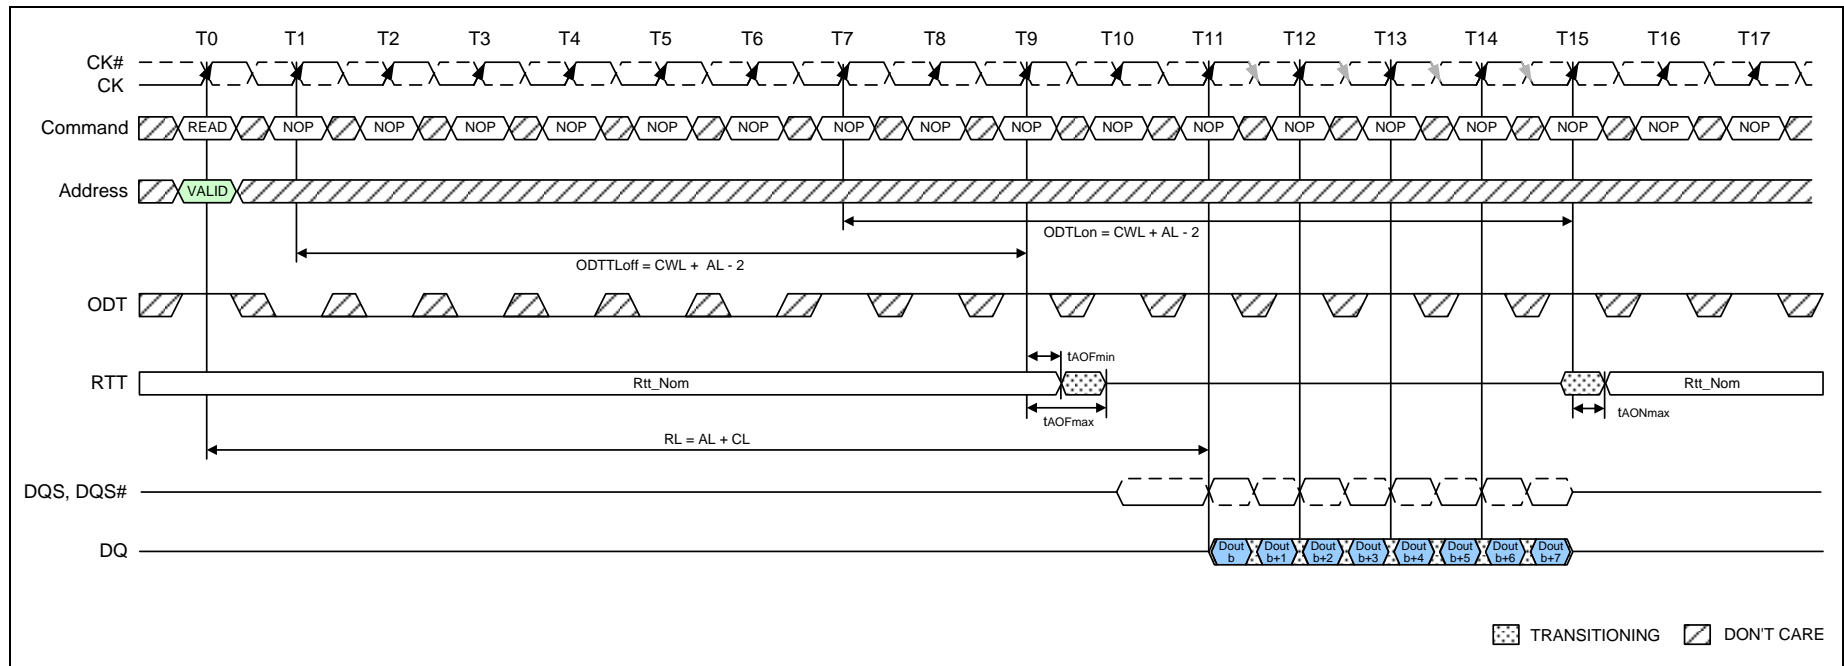 T0 T1 T2 T3 T4 T5 T6 T7 T8 T9 T10 T11 T12 T13 T14 T15 T16 T17
CK#
CK
Command READ NOP NOP NOP NOP NOP NOP NOP NOP NOP NOP NOP NOP NOP NOP NOP NOP NOP
Address VALID
ODTLon = CWL + AL - 2
ODTTLoff = CWL + AL - 2
ODT
tAOFmin
RTT Rtt_Nom Rtt_Nom
tAOFmax tAONmax
RL = AL + CL
DQS, DQS#
DQ Dout b Dout b+1 Dout b+2 Dout b+3 Dout b+4 Dout b+5 Dout b+6 Dout b+7
TRANSITIONING DON'T CARE